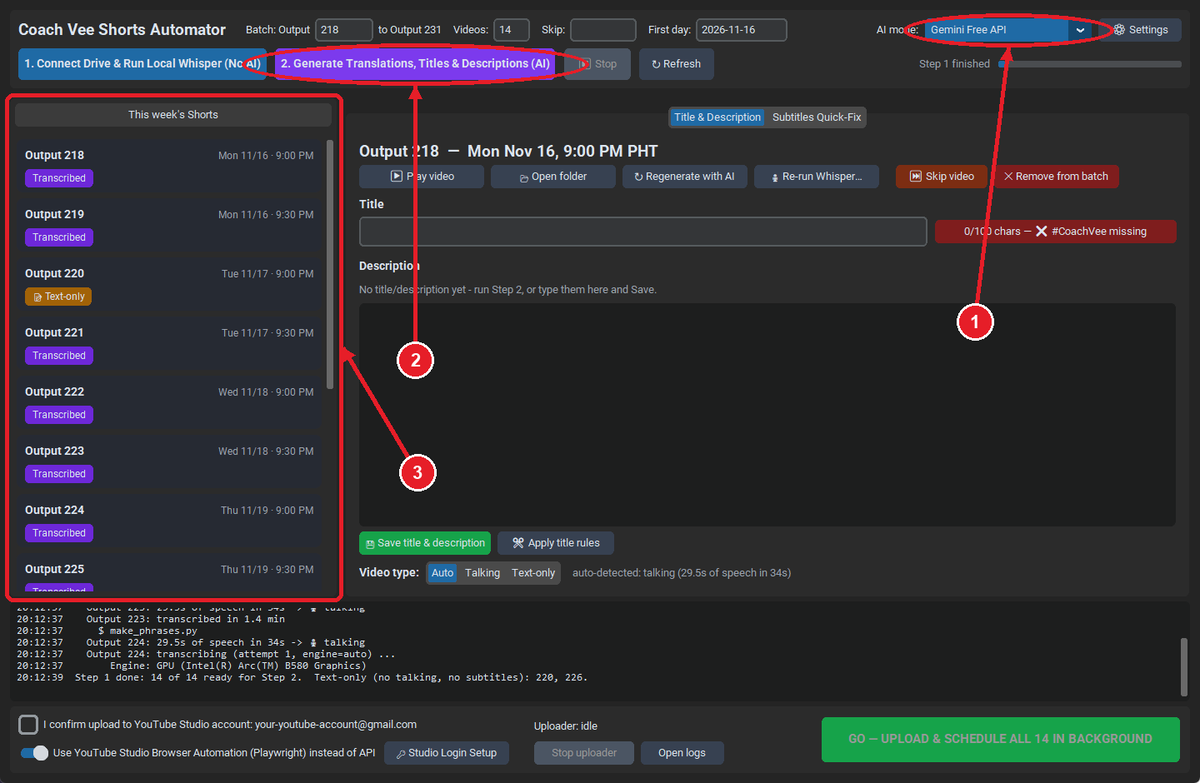 Coach Vee Shorts Automator Batch: Output 218 to Output 231 Videos: 14 Skip: First day: 2026-11-16 AI mode: Gemini Free API Settings
1. Connect Drive & Run Local Whisper (No AI) 2. Generate Translations, Titles & Descriptions (AI) Stop Refresh Step 1 finished
This week's Shorts
Output 218 Mon 11/16 · 9:00 PM
Transcribed
Output 219 Mon 11/16 · 9:30 PM
Transcribed
Output 220 Tue 11/17 · 9:00 PM
Text-only
Output 221 Tue 11/17 · 9:30 PM
Transcribed
Output 222 Wed 11/18 · 9:00 PM
Transcribed
Output 223 Wed 11/18 · 9:30 PM
Transcribed
Output 224 Thu 11/19 · 9:00 PM
Transcribed
Output 225 Thu 11/19 · 9:30 PM
Transcribed
Title & Description Subtitles Quick-Fix
Output 218 — Mon Nov 16, 9:00 PM PHT
Play video Open folder Regenerate with AI Re-run Whisper... Skip video Remove from batch
Title
0/100 chars — ❌ #CoachVee missing
Description
No title/description yet - run Step 2, or type them here and Save.
1
2
3
Save title & description Apply title rules
Video type: Auto Talking Text-only auto-detected: talking (29.5s of speech in 34s)
20:12:37 Output 223: 29.5s of speech in 34s -> talking
20:12:37 Output 223: transcribed in 1.4 min
20:12:37 $ make_phrases.py
20:12:37 Output 224: 29.5s of speech in 34s -> talking
20:12:37 Output 224: transcribing (attempt 1, engine=auto) ...
20:12:37 Engine: GPU (Intel(R) Arc(TM) B580 Graphics)
20:12:39 Step 1 done: 14 of 14 ready for Step 2. Text-only (no talking, no subtitles): 220, 226.
I confirm upload to YouTube Studio account: your-youtube-account@gmail.com Uploader: idle
Use YouTube Studio Browser Automation (Playwright) instead of API Studio Login Setup Stop uploader Open logs
GO — UPLOAD & SCHEDULE ALL 14 IN BACKGROUND